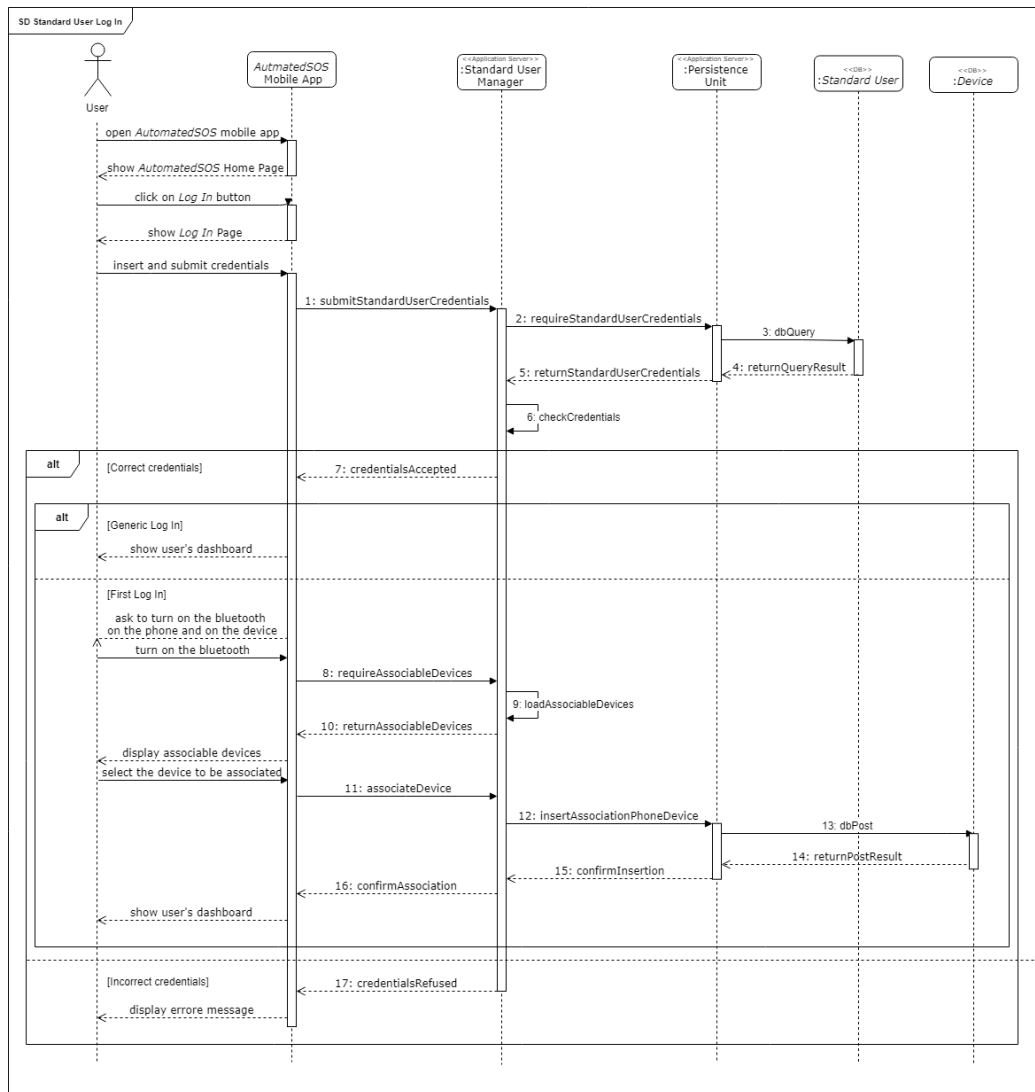 SD Standard User Log In
AutmatedSOS
Mobile App
<<Application Server>>
:Standard User
Manager
<<Application Server>>
:Persistence
Unit
<<DB>>
:Standard User
<<DB>>
:Device
User
open AutomatedSOS mobile app
show AutomatedSOS Home Page
click on Log In button
show Log In Page
insert and submit credentials
1: submitStandardUserCredentials
2: requireStandardUserCredentials
3: dbQuery
4: returnQueryResult
5: returnStandardUserCredentials
6: checkCredentials
alt
[Correct credentials]
7: credentialsAccepted
alt
[Generic Log In]
show user's dashboard
[First Log In]
ask to turn on the bluetooth
on the phone and on the device
turn on the bluetooth
8: requireAssociableDevices
9: loadAssociableDevices
10: returnAssociableDevices
display associable devices
select the device to be associated
11: associateDevice
12: insertAssociationPhoneDevice
13: dbPost
14: returnPostResult
15: confirmInsertion
16: confirmAssociation
show user's dashboard
[Incorrect credentials]
17: credentialsRefused
display errore message